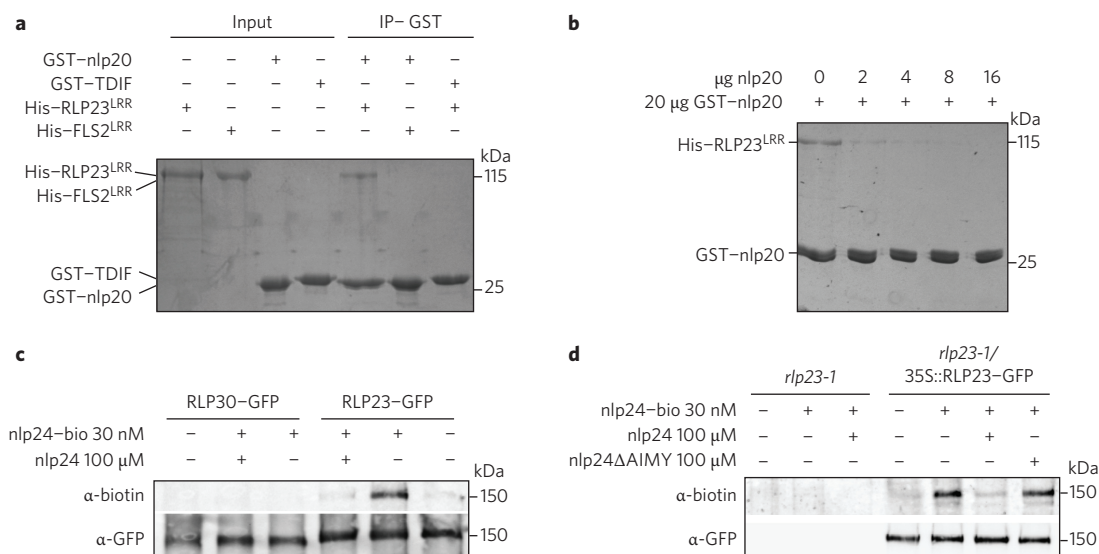 a
Input IP– GST
GST–nlp20 – – + – + + –
GST–TDIF – – – + – – +
His–RLP23LRR + – – – + – +
His–FLS2LRR – + – – – + –
kDa
His–RLP23LRR
His–FLS2LRR
115
GST–TDIF
GST–nlp20
25
b
µg nlp20 0 2 4 8 16
20 µg GST–nlp20 + + + + +
kDa
His–RLP23LRR
115
GST–nlp20
25
c
RLP30–GFP RLP23–GFP
nlp24–bio 30 nM – + + + + –
nlp24 100 µM – + – + – –
kDa
α-biotin 150
α-GFP 150
d
rlp23-1/
rlp23-1 35S::RLP23–GFP
nlp24–bio 30 nM – + + – + + +
nlp24 100 µM – – + – – + –
nlp24ΔAIMY 100 µM – – – – – – +
kDa
α-biotin 150
α-GFP 150